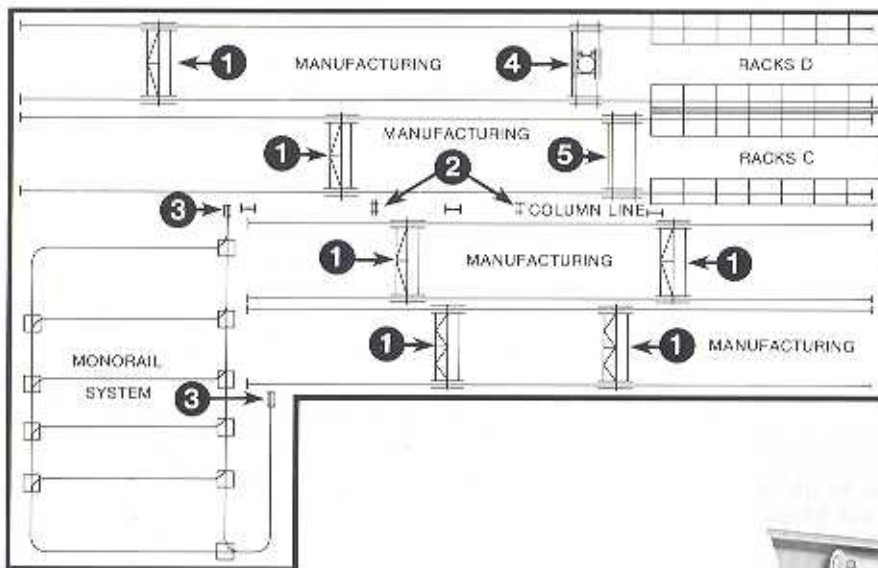 1
MANUFACTURING
4
RACKS D
MANUFACTURING
1
5
RACKS C
2
3
COLUMN LINE
1
MANUFACTURING
1
1
1
MANUFACTURING
MONORAIL
SYSTEM
3